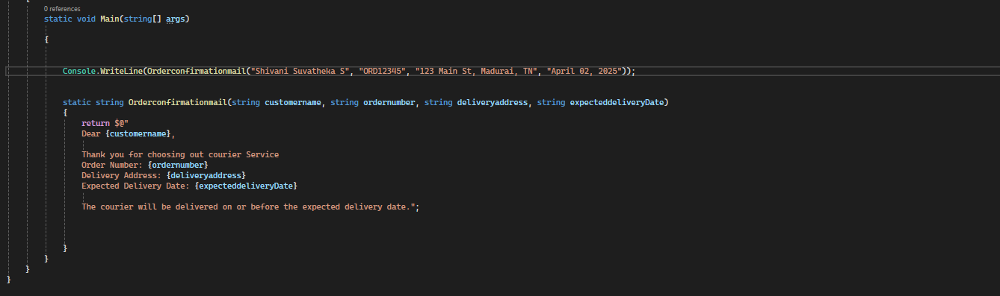 0 references
static void Main(string[] args)
{
Console.WriteLine(Orderconfirmationmail("Shivani Suvatheka S", "ORD12345", "123 Main St, Madurai, TN", "April 02, 2025"));
static string Orderconfirmationmail(string customername, string ordernumber, string deliveryaddress, string expecteddeliveryDate)
{
return $@"
Dear {customername},
Thank you for choosing out courier Service
Order Number: {ordernumber}
Delivery Address: {deliveryaddress}
Expected Delivery Date: {expecteddeliveryDate}
The courier will be delivered on or before the expected delivery date.";
}
}
}
}